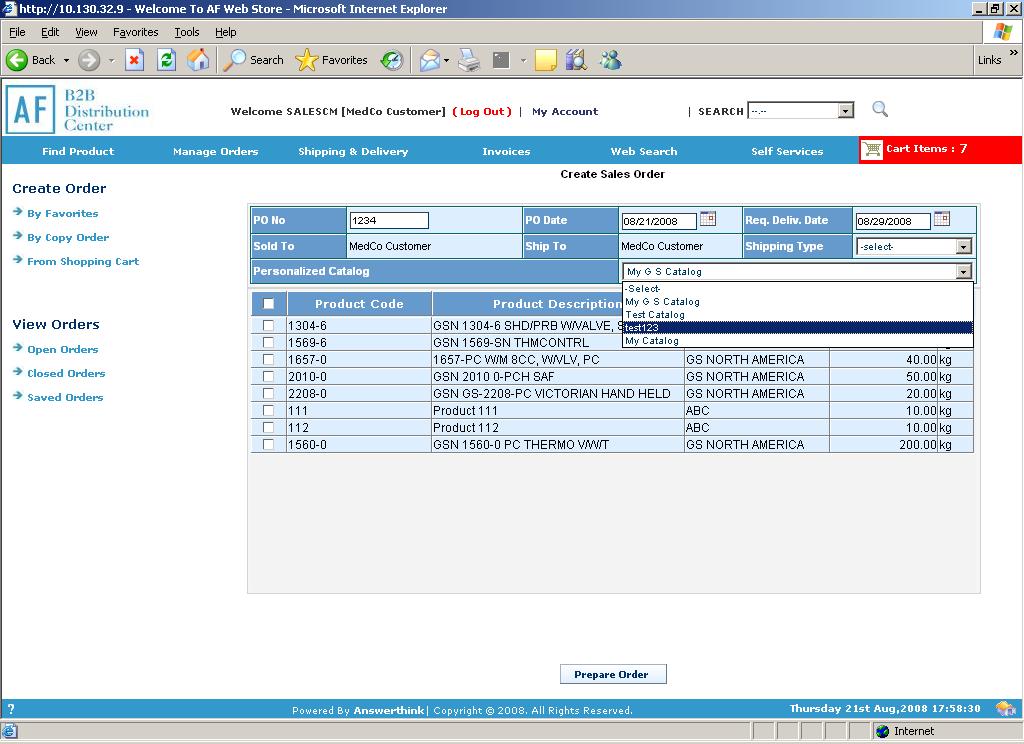 http://10.130.32.9 - Welcome To AF Web Store - Microsoft Internet Explorer
File Edit View Favorites Tools Help
Back Search Favorites Links »
AF B2B Distribution Center
Welcome SALESCM [MedCo Customer] ( Log Out ) | My Account | SEARCH --.--
Find Product Manage Orders Shipping & Delivery Invoices Web Search Self Services Cart Items : 7
Create Sales Order
Create Order
By Favorites
By Copy Order
From Shopping Cart
View Orders
Open Orders
Closed Orders
Saved Orders
PO No 1234 PO Date 08/21/2008 Req. Deliv. Date 08/29/2008
Sold To MedCo Customer Ship To MedCo Customer Shipping Type -select-
Personalized Catalog My G S Catalog
-Select-
My G S Catalog
Test Catalog
test123
My Catalog
Product Code Product Description
1304-6 GSN 1304-6 SHD/PRB W/VALVE, S
1569-6 GSN 1569-SN THMCONTRL
1657-0 1657-PC W/M 8CC, W/VLV, PC GS NORTH AMERICA 40.00 kg
2010-0 GSN 2010 0-PCH SAF GS NORTH AMERICA 50.00 kg
2208-0 GSN GS-2208-PC VICTORIAN HAND HELD GS NORTH AMERICA 20.00 kg
111 Product 111 ABC 10.00 kg
112 Product 112 ABC 10.00 kg
1560-0 GSN 1560-0 PC THERMO V/W/T GS NORTH AMERICA 200.00 kg
Prepare Order
? Powered By Answerthink | Copyright © 2008. All Rights Reserved. Thursday 21st Aug,2008 17:58:30
Internet